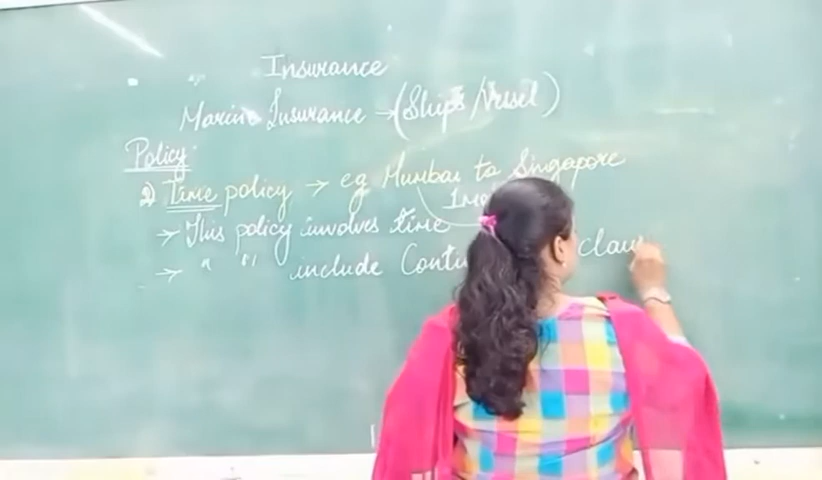 Insurance
Marine Insurance → (Ships/Vessel)
Policy:
2) Time policy → eg Mumbai to Singapore
→ This policy involves time
→ " " include clau